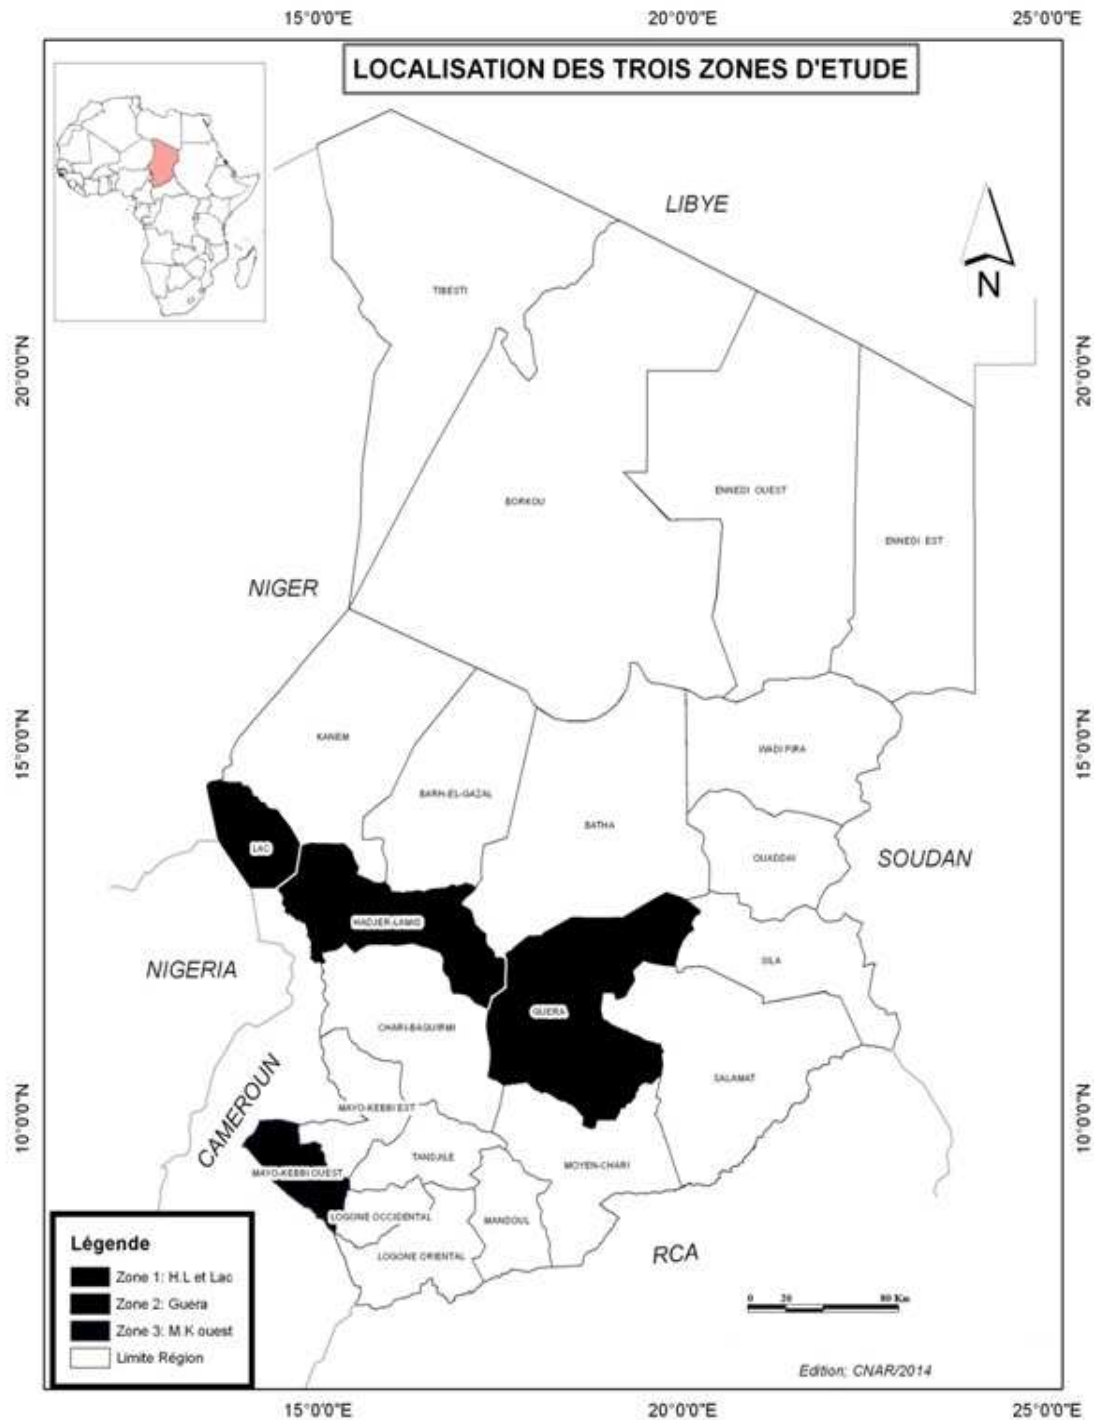 15°0'0"E 20°0'0"E 25°0'0"E
LOCALISATION DES TROIS ZONES D'ETUDE
LIBYE
N
TIBESTI
20°0'0"N 20°0'0"N
ENNEDI OUEST
BORKOU
ENNEDI EST
NIGER
15°0'0"N 15°0'0"N
KANEM
WADI FIRA
BARH-EL-GAZAL
BATHA
LAC
OUADDAI
SOUDAN
HADJER-LAMIS
NIGERIA
SILA
GUERA
CHARI-BAGUIRMI
SALAMAT
CAMEROUN
10°0'0"N 10°0'0"N
MAYO-KEBBI EST
TANDJILE
MOYEN-CHARI
MAYO-KEBBI OUEST
LOGONE OCCIDENTAL
MANDOUL
LOGONE ORIENTAL
RCA
Légende
Zone 1: H.L et Lac
Zone 2: Guéra
Zone 3: M.K ouest
Limite Région
0 20 80 Km
Edition; CNAR/2014
15°0'0"E 20°0'0"E 25°0'0"E